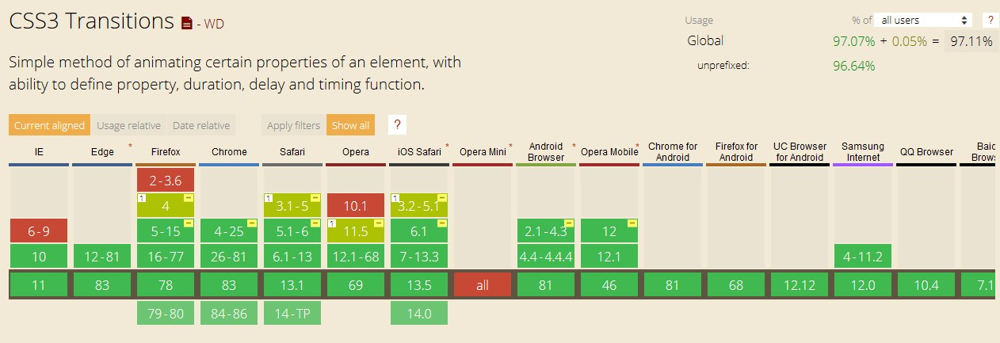 CSS3 Transitions - WD
Usage % of all users ?
Global 97.07% + 0.05% = 97.11%
unprefixed: 96.64%
Simple method of animating certain properties of an element, with
ability to define property, duration, delay and timing function.
Current aligned Usage relative Date relative Apply filters Show all ?
IE Edge * Firefox Chrome Safari Opera iOS Safari * Opera Mini * Android Browser * Opera Mobile * Chrome for Android Firefox for Android UC Browser for Android Samsung Internet QQ Browser Baid Brows
2-3.6
1 4 1 3.1-5 10.1 1 3.2-5.1
6-9 5-15 4-25 5.1-6 1 11.5 6.1 2.1-4.3 12
10 12-81 16-77 26-81 6.1-13 12.1-68 7-13.3 4.4-4.4.4 12.1 4-11.2
11 83 78 83 13.1 69 13.5 all 81 46 81 68 12.12 12.0 10.4 7.1
79-80 84-86 14-TP 14.0